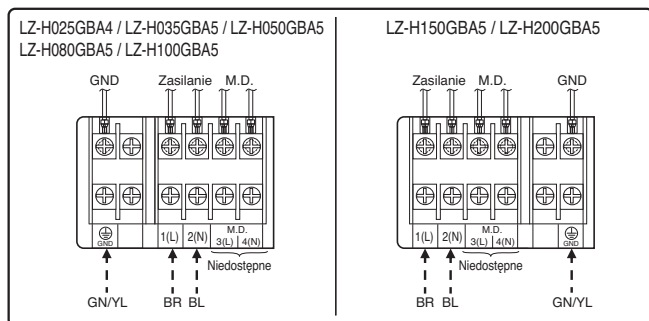 LZ-H025GBA4 / LZ-H035GBA5 / LZ-H050GBA5
LZ-H080GBA5 / LZ-H100GBA5
GND Zasilanie M.D.
GND 1(L) 2(N) M.D. 3(L) 4(N)
Niedostępne
GN/YL BR BL
LZ-H150GBA5 / LZ-H200GBA5
Zasilanie M.D. GND
1(L) 2(N) M.D. 3(L) 4(N) GND
Niedostępne
BR BL GN/YL